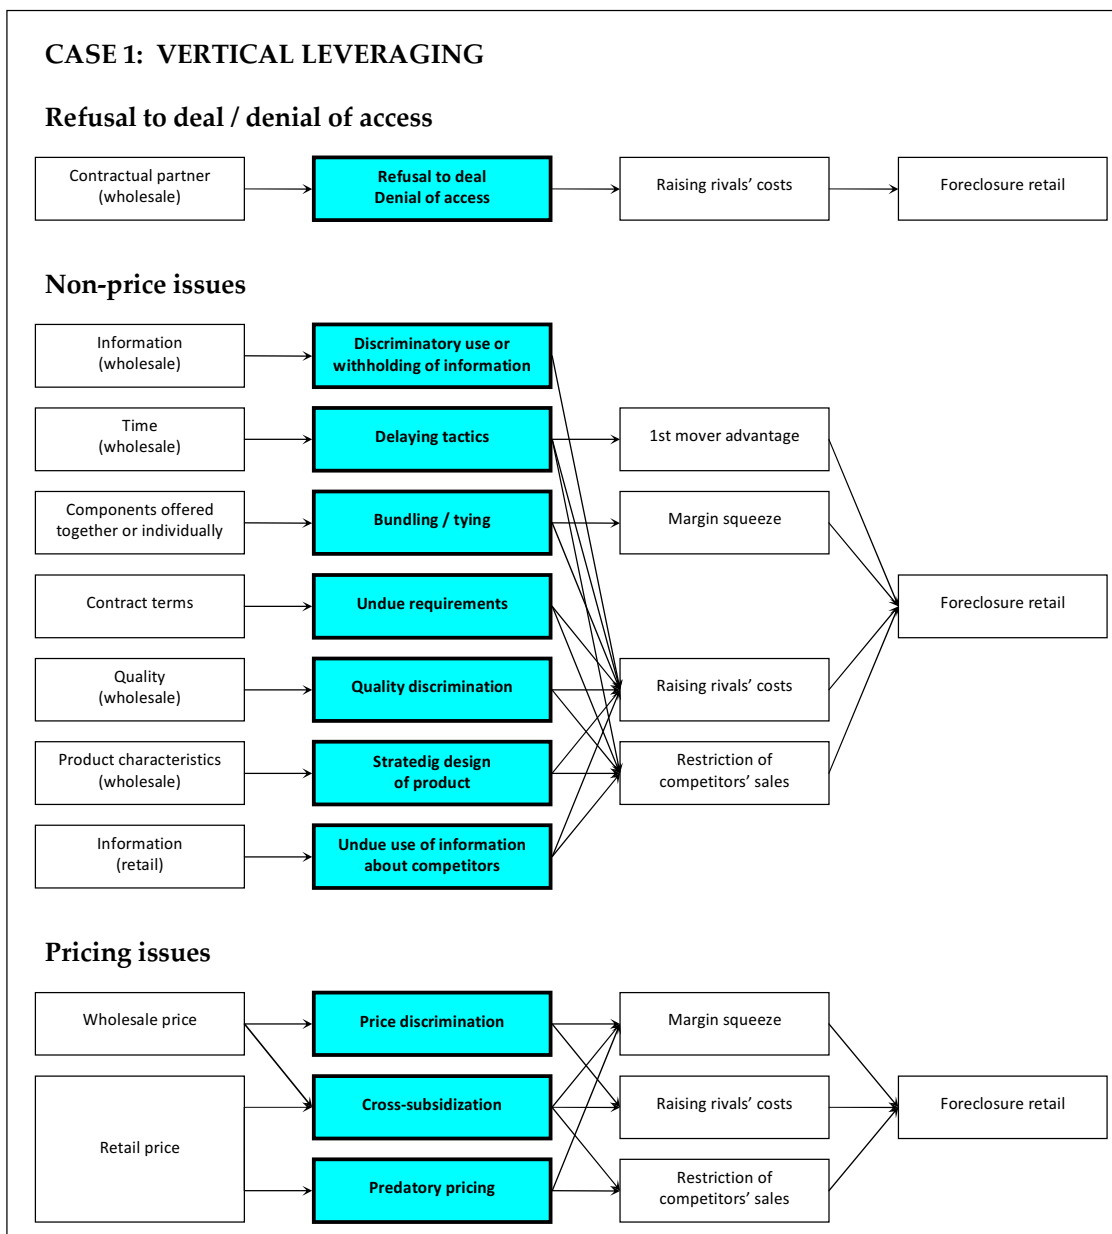 CASE 1: VERTICAL LEVERAGING
Refusal to deal / denial of access
Contractual partner
(wholesale)
Refusal to deal
Denial of access
Raising rivals’ costs
Foreclosure retail
Non-price issues
Information
(wholesale)
Discriminatory use or
withholding of information
Time
(wholesale)
Delaying tactics
1st mover advantage
Components offered
together or individually
Bundling / tying
Margin squeeze
Contract terms
Undue requirements
Foreclosure retail
Quality
(wholesale)
Quality discrimination
Raising rivals’ costs
Product characteristics
(wholesale)
Stratedig design
of product
Restriction of
competitors’ sales
Information
(retail)
Undue use of information
about competitors
Pricing issues
Wholesale price
Price discrimination
Margin squeeze
Retail price
Cross-subsidization
Raising rivals’ costs
Foreclosure retail
Predatory pricing
Restriction of
competitors’ sales